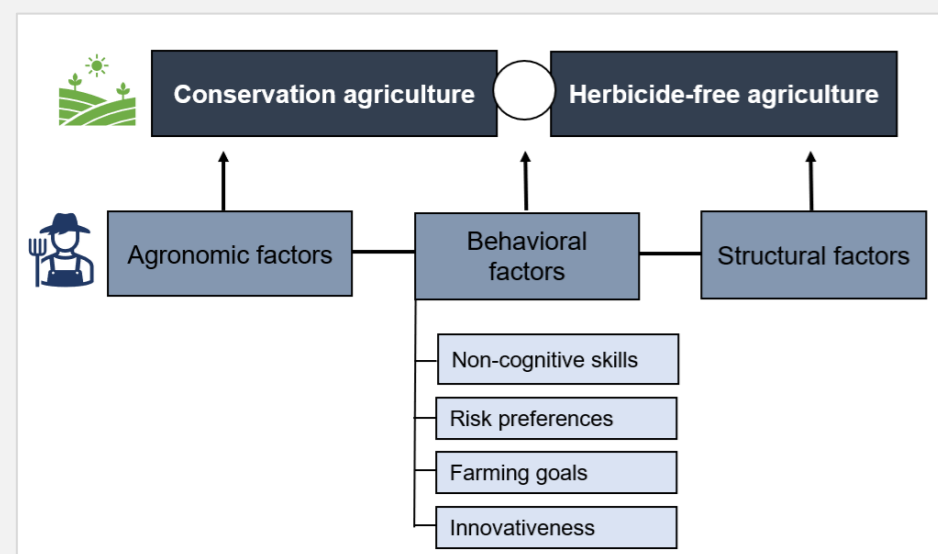 Conservation agriculture
Herbicide-free agriculture
Agronomic factors
Behavioral
factors
Structural factors
Non-cognitive skills
Risk preferences
Farming goals
Innovativeness